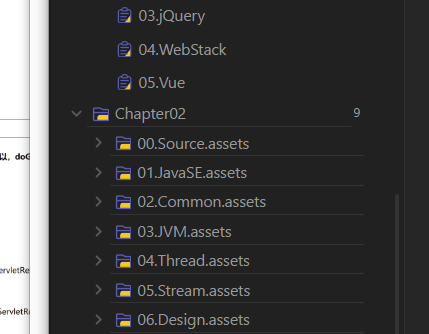 03.jQuery
04.WebStack
05.Vue
Chapter02 9
00.Source.assets
01.JavaSE.assets
02.Common.assets
03.JVM.assets
04.Thread.assets
05.Stream.assets
06.Design.assets